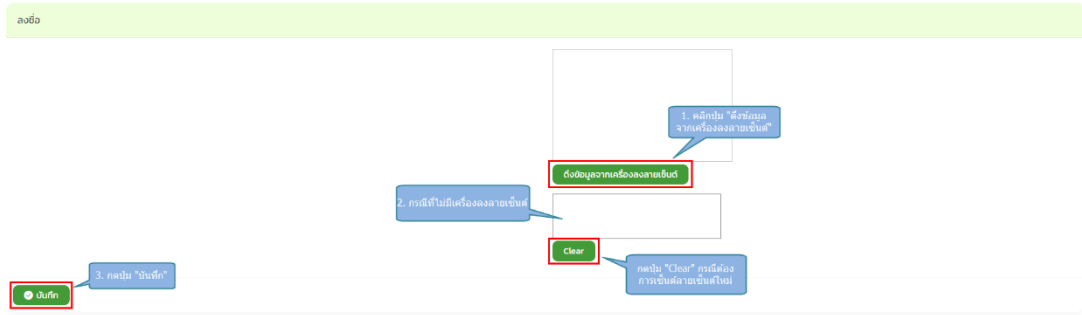 ลงชื่อ
1. คลิกปุ่ม "ดึงข้อมูล
จากเครื่องลงลายเซ็นต์"
ดึงข้อมูลจากเครื่องลงลายเซ็นต์
2. กรณีที่ไม่มีเครื่องลงลายเซ็นต์
Clear
กดปุ่ม "Clear" กรณีต้อง
การเซ็นต์ลายเซ็นต์ใหม่
3. กดปุ่ม "บันทึก"
บันทึก